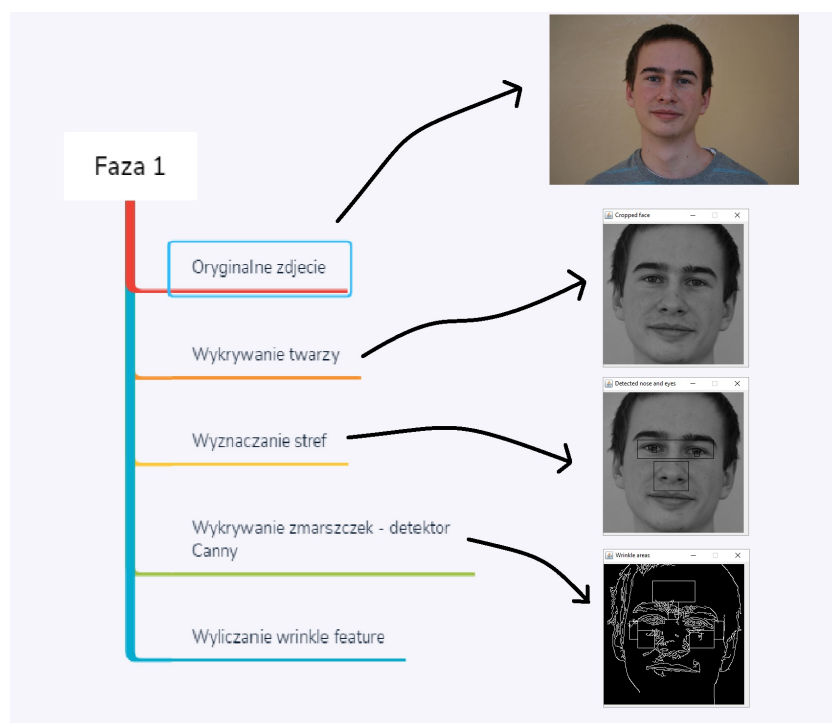 Faza 1
Oryginalne zdjecie
Wykrywanie twarzy
Wyznaczanie stref
Wykrywanie zmarszczek - detektor
Canny
Wyliczanie wrinkle feature
Cropped face
Detected nose and eyes
Wrinkle areas